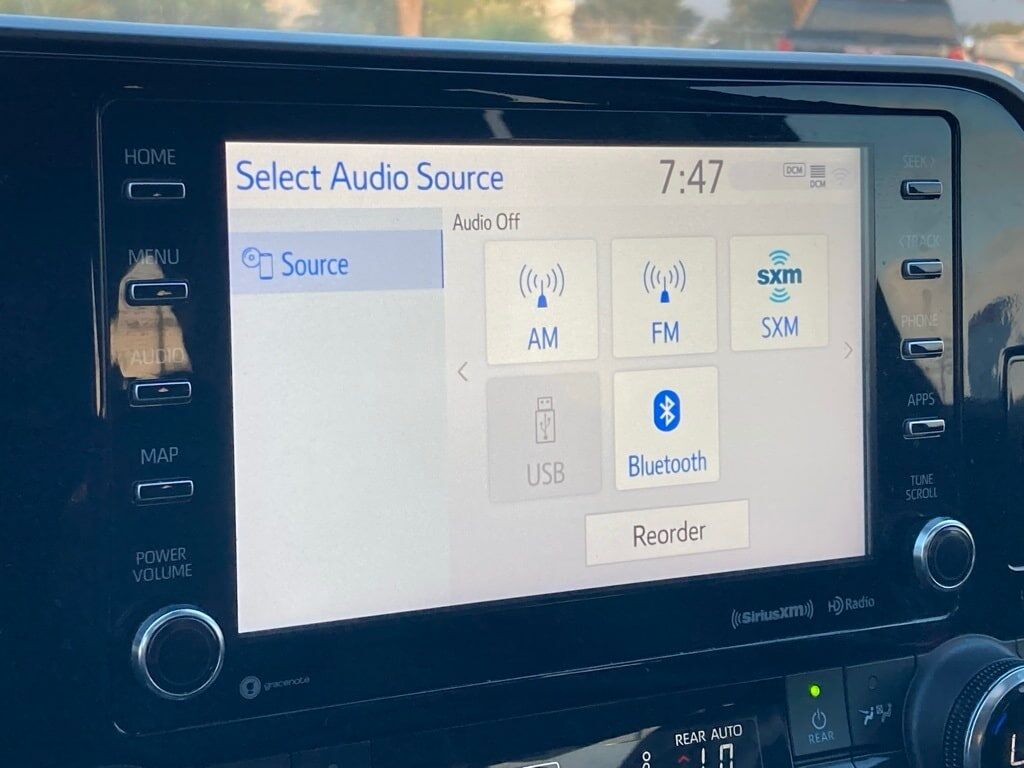 HOME
MENU
AUDIO
MAP
POWER
VOLUME
Select Audio Source
7:47
DCM
DCM
Source
Audio Off
AM
FM
sxm
SXM
USB
Bluetooth
Reorder
SEEK >
< TRACK
PHONE
APPS
TUNE
SCROLL
gracenote
SiriusXM
HD Radio
REAR AUTO
REAR